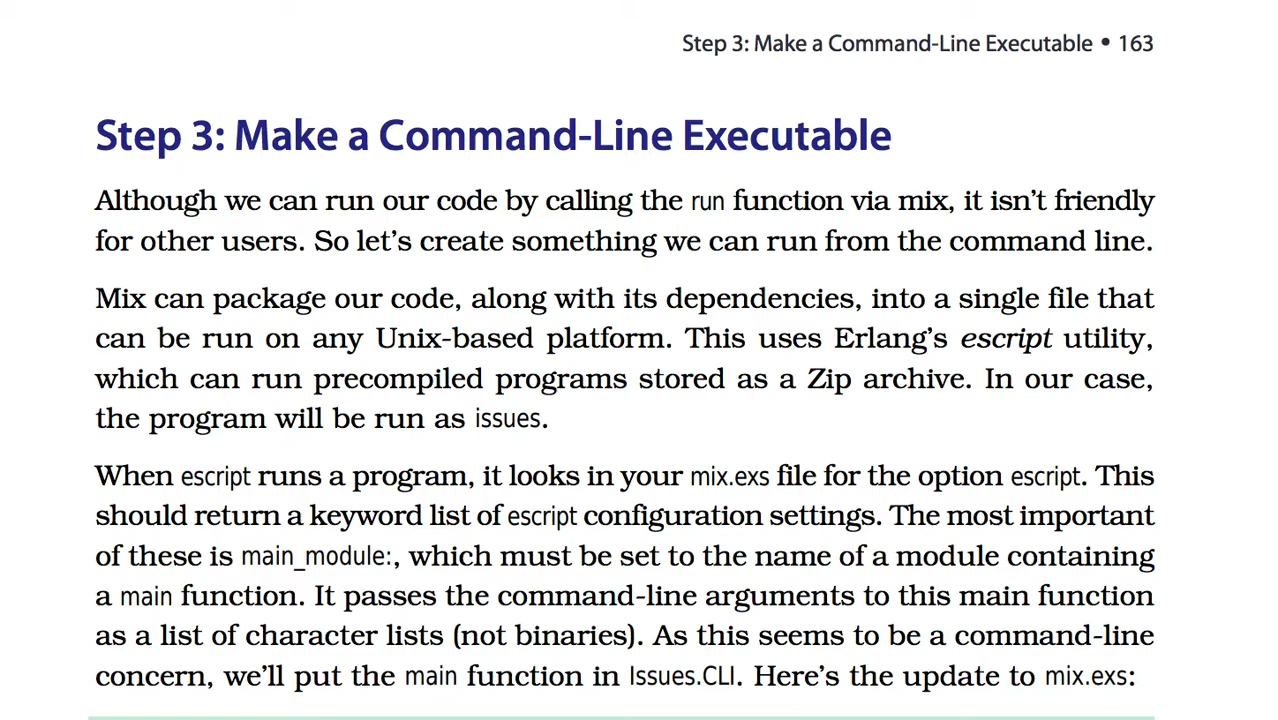 Step 3: Make a Command-Line Executable • 163
Step 3: Make a Command-Line Executable
Although we can run our code by calling the run function via mix, it isn’t friendly
for other users. So let’s create something we can run from the command line.
Mix can package our code, along with its dependencies, into a single file that
can be run on any Unix-based platform. This uses Erlang’s escript utility,
which can run precompiled programs stored as a Zip archive. In our case,
the program will be run as issues.
When escript runs a program, it looks in your mix.exs file for the option escript. This
should return a keyword list of escript configuration settings. The most important
of these is main_module:, which must be set to the name of a module containing
a main function. It passes the command-line arguments to this main function
as a list of character lists (not binaries). As this seems to be a command-line
concern, we’ll put the main function in Issues.CLI. Here’s the update to mix.exs: